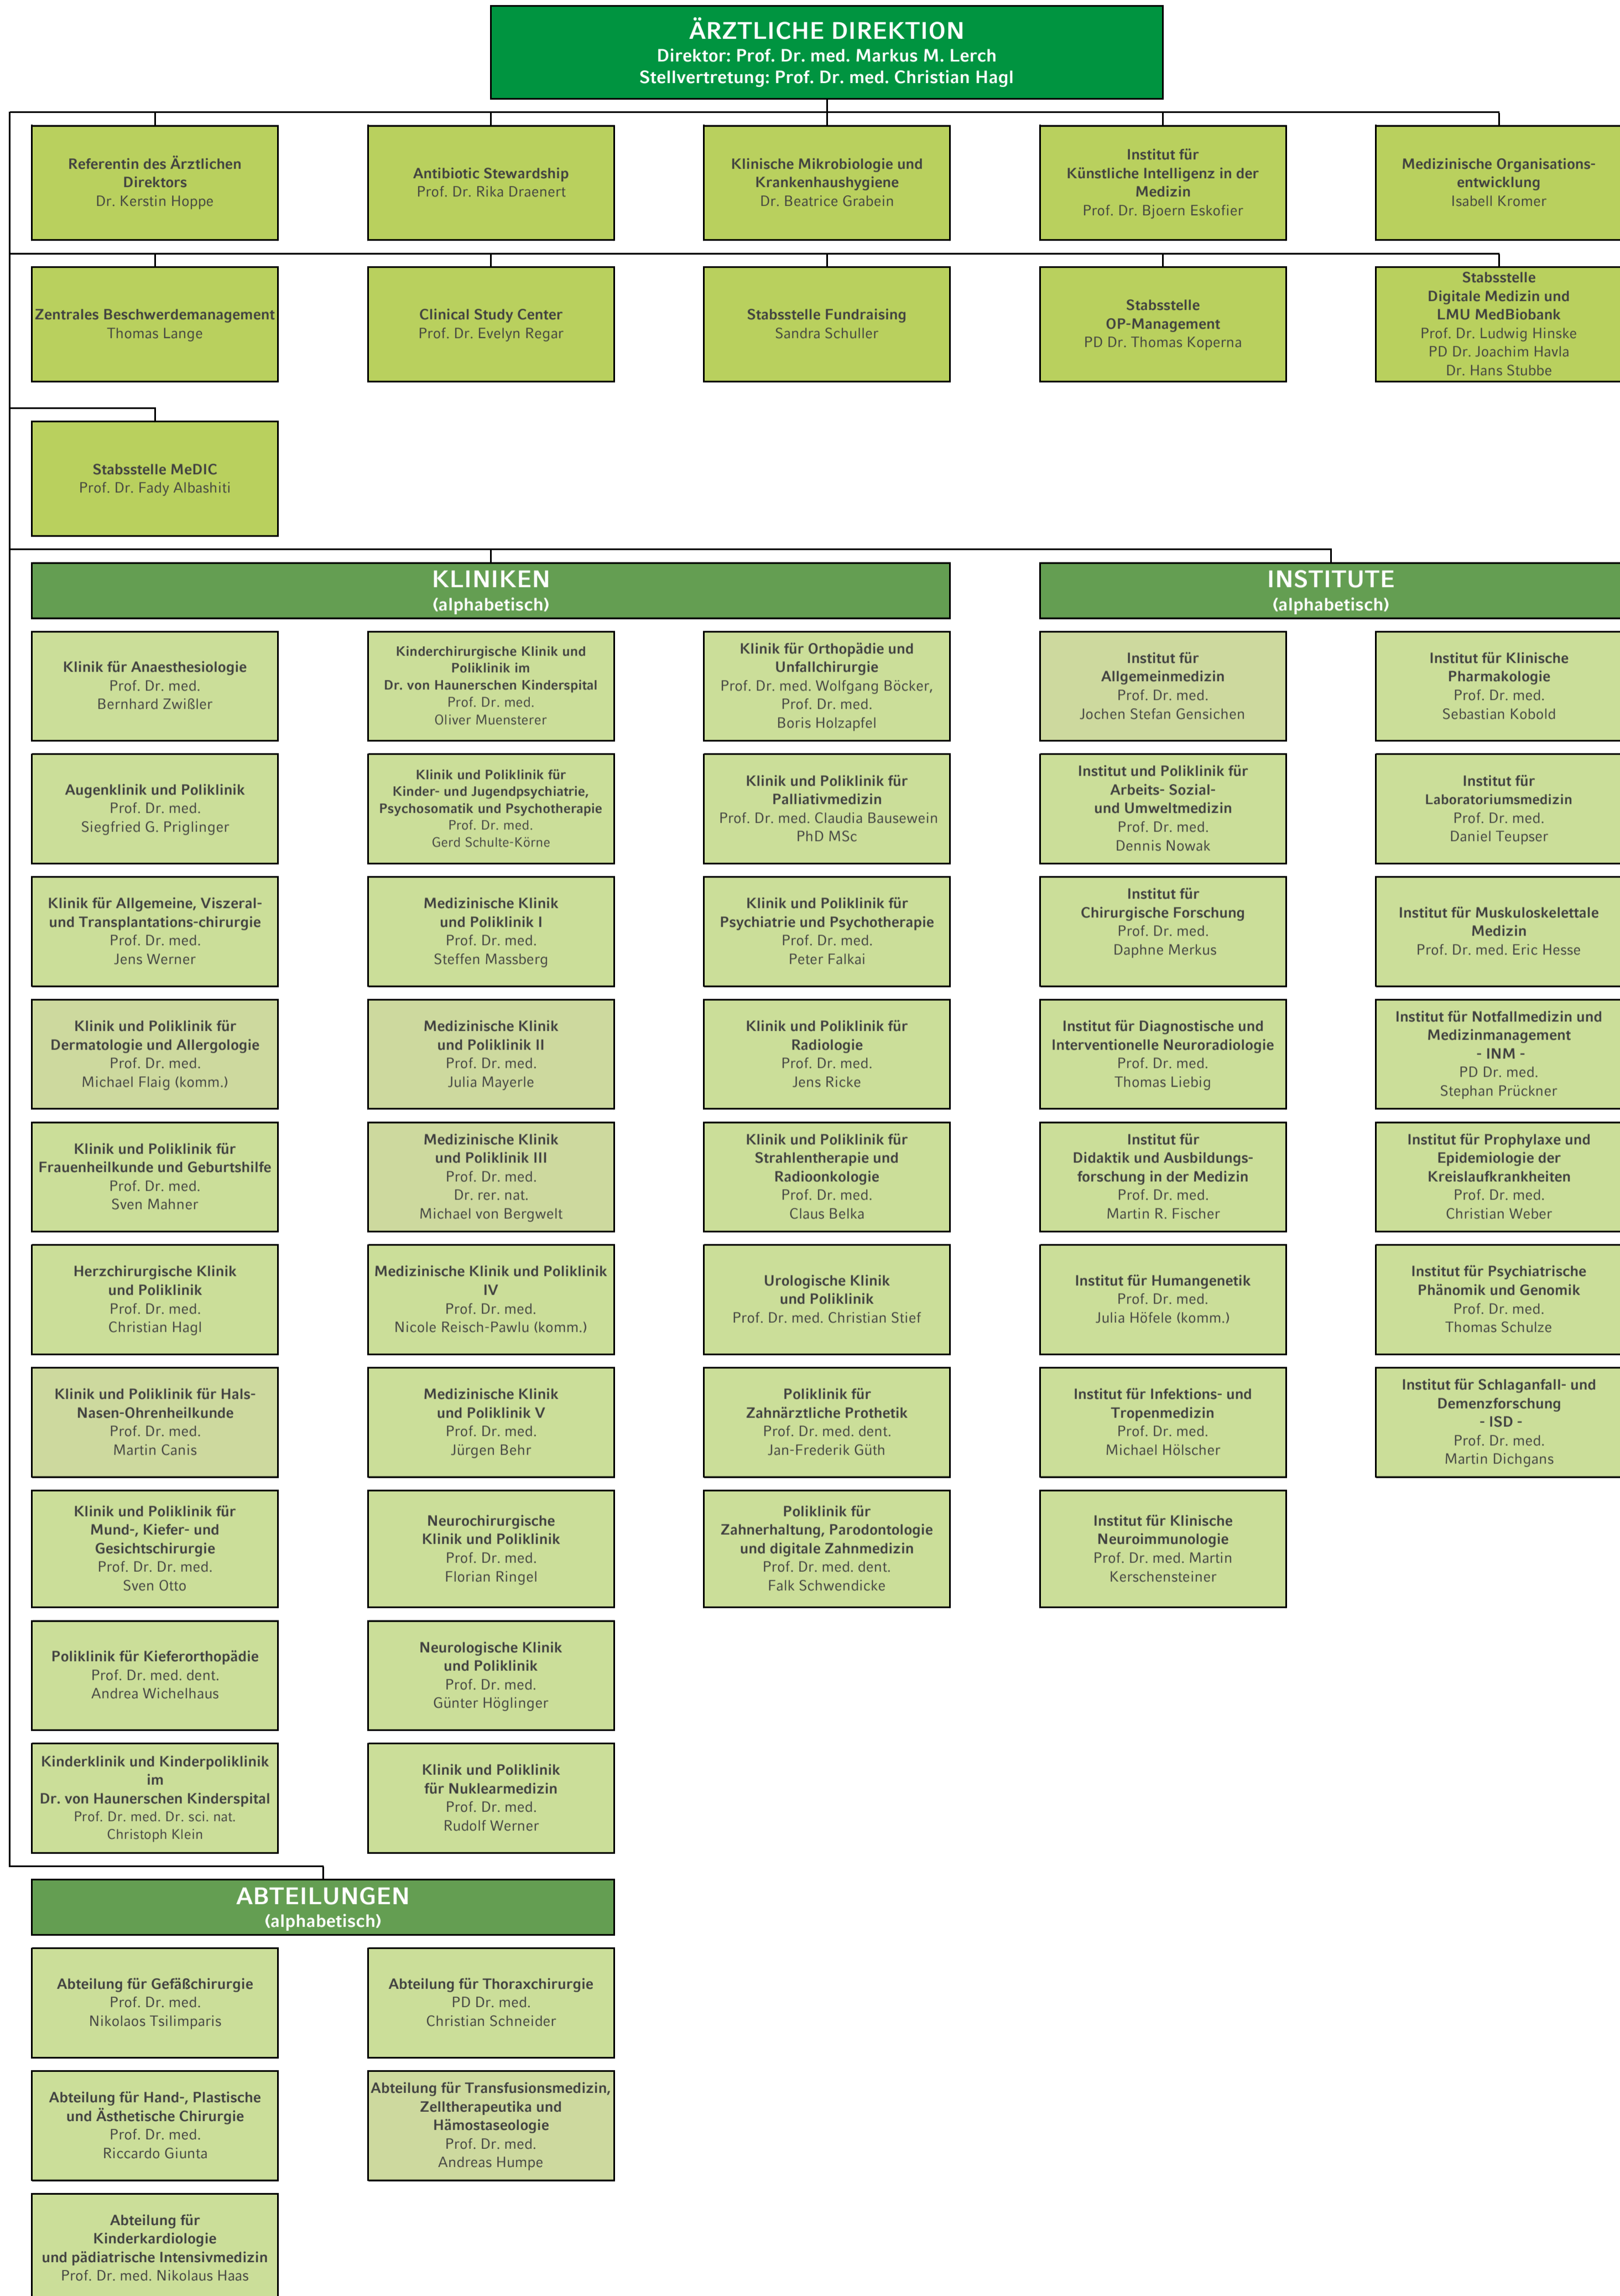 ÄRZTLICHE DIREKTION
Direktor: Prof. Dr. med. Markus M. Lerch
Stellvertretung: Prof. Dr. med. Christian Hagl
Referentin des Ärztlichen
Direktors
Dr. Kerstin Hoppe
Antibiotic Stewardship
Prof. Dr. Rika Draenert
Klinische Mikrobiologie und
Krankenhaushygiene
Dr. Beatrice Grabein
Institut für
Künstliche Intelligenz in der
Medizin
Prof. Dr. Bjoern Eskofier
Medizinische Organisations-
entwicklung
Isabell Kromer
Zentrales Beschwerdemanagement
Thomas Lange
Clinical Study Center
Prof. Dr. Evelyn Regar
Stabsstelle Fundraising
Sandra Schuller
Stabsstelle
OP-Management
PD Dr. Thomas Koperna
Stabsstelle
Digitale Medizin und
LMU MedBiobank
Prof. Dr. Ludwig Hinske
PD Dr. Joachim Havla
Dr. Hans Stubbe
Stabsstelle MeDIC
Prof. Dr. Fady Albashiti
KLINIKEN
(alphabetisch)
Klinik für Anaesthesiologie
Prof. Dr. med.
Bernhard Zwißler
Augenklinik und Poliklinik
Prof. Dr. med.
Siegfried G. Priglinger
Klinik für Allgemeine, Viszeral-
und Transplantations-chirurgie
Prof. Dr. med.
Jens Werner
Klinik und Poliklinik für
Dermatologie und Allergologie
Prof. Dr. med.
Michael Flaig (komm.)
Klinik und Poliklinik für
Frauenheilkunde und Geburtshilfe
Prof. Dr. med.
Sven Mahner
Herzchirurgische Klinik
und Poliklinik
Prof. Dr. med.
Christian Hagl
Klinik und Poliklinik für Hals-
Nasen-Ohrenheilkunde
Prof. Dr. med.
Martin Canis
Klinik und Poliklinik für
Mund-, Kiefer- und
Gesichtschirurgie
Prof. Dr. Dr. med.
Sven Otto
Poliklinik für Kieferorthopädie
Prof. Dr. med. dent.
Andrea Wichelhaus
Kinderklinik und Kinderpoliklinik
im
Dr. von Haunerschen Kinderspital
Prof. Dr. med. Dr. sci. nat.
Christoph Klein
Kinderchirurgische Klinik und
Poliklinik im
Dr. von Haunerschen Kinderspital
Prof. Dr. med.
Oliver Muensterer
Klinik und Poliklinik für
Kinder- und Jugendpsychiatrie,
Psychosomatik und Psychotherapie
Prof. Dr. med.
Gerd Schulte-Körne
Medizinische Klinik
und Poliklinik I
Prof. Dr. med.
Steffen Massberg
Medizinische Klinik
und Poliklinik II
Prof. Dr. med.
Julia Mayerle
Medizinische Klinik
und Poliklinik III
Prof. Dr. med.
Dr. rer. nat.
Michael von Bergwelt
Medizinische Klinik und Poliklinik
IV
Prof. Dr. med.
Nicole Reisch-Pawlu (komm.)
Medizinische Klinik
und Poliklinik V
Prof. Dr. med.
Jürgen Behr
Neurochirurgische
Klinik und Poliklinik
Prof. Dr. med.
Florian Ringel
Neurologische Klinik
und Poliklinik
Prof. Dr. med.
Günter Höglinger
Klinik und Poliklinik
für Nuklearmedizin
Prof. Dr. med.
Rudolf Werner
Klinik für Orthopädie und
Unfallchirurgie
Prof. Dr. med. Wolfgang Böcker,
Prof. Dr. med.
Boris Holzapfel
Klinik und Poliklinik für
Palliativmedizin
Prof. Dr. med. Claudia Bausewein
PhD MSc
Klinik und Poliklinik für
Psychiatrie und Psychotherapie
Prof. Dr. med.
Peter Falkai
Klinik und Poliklinik für
Radiologie
Prof. Dr. med.
Jens Ricke
Klinik und Poliklinik für
Strahlentherapie und
Radioonkologie
Prof. Dr. med.
Claus Belka
Urologische Klinik
und Poliklinik
Prof. Dr. med. Christian Stief
Poliklinik für
Zahnärztliche Prothetik
Prof. Dr. med. dent.
Jan-Frederik Güth
Poliklinik für
Zahnerhaltung, Parodontologie
und digitale Zahnmedizin
Prof. Dr. med. dent.
Falk Schwendicke
INSTITUTE
(alphabetisch)
Institut für
Allgemeinmedizin
Prof. Dr. med.
Jochen Stefan Gensichen
Institut und Poliklinik für
Arbeits- Sozial-
und Umweltmedizin
Prof. Dr. med.
Dennis Nowak
Institut für
Chirurgische Forschung
Prof. Dr. med.
Daphne Merkus
Institut für Diagnostische und
Interventionelle Neuroradiologie
Prof. Dr. med.
Thomas Liebig
Institut für
Didaktik und Ausbildungs-
forschung in der Medizin
Prof. Dr. med.
Martin R. Fischer
Institut für Humangenetik
Prof. Dr. med.
Julia Höfele (komm.)
Institut für Infektions- und
Tropenmedizin
Prof. Dr. med.
Michael Hölscher
Institut für Klinische
Neuroimmunologie
Prof. Dr. med. Martin
Kerschensteiner
Institut für Klinische
Pharmakologie
Prof. Dr. med.
Sebastian Kobold
Institut für
Laboratoriumsmedizin
Prof. Dr. med.
Daniel Teupser
Institut für Muskuloskelettale
Medizin
Prof. Dr. med. Eric Hesse
Institut für Notfallmedizin und
Medizinmanagement
- INM -
PD Dr. med.
Stephan Prückner
Institut für Prophylaxe und
Epidemiologie der
Kreislaufkrankheiten
Prof. Dr. med.
Christian Weber
Institut für Psychiatrische
Phänomik und Genomik
Prof. Dr. med.
Thomas Schulze
Institut für Schlaganfall- und
Demenzforschung
- ISD -
Prof. Dr. med.
Martin Dichgans
ABTEILUNGEN
(alphabetisch)
Abteilung für Gefäßchirurgie
Prof. Dr. med.
Nikolaos Tsilimparis
Abteilung für Hand-, Plastische
und Ästhetische Chirurgie
Prof. Dr. med.
Riccardo Giunta
Abteilung für
Kinderkardiologie
und pädiatrische Intensivmedizin
Prof. Dr. med. Nikolaus Haas
Abteilung für Thoraxchirurgie
PD Dr. med.
Christian Schneider
Abteilung für Transfusionsmedizin,
Zelltherapeutika und
Hämostaseologie
Prof. Dr. med.
Andreas Humpe